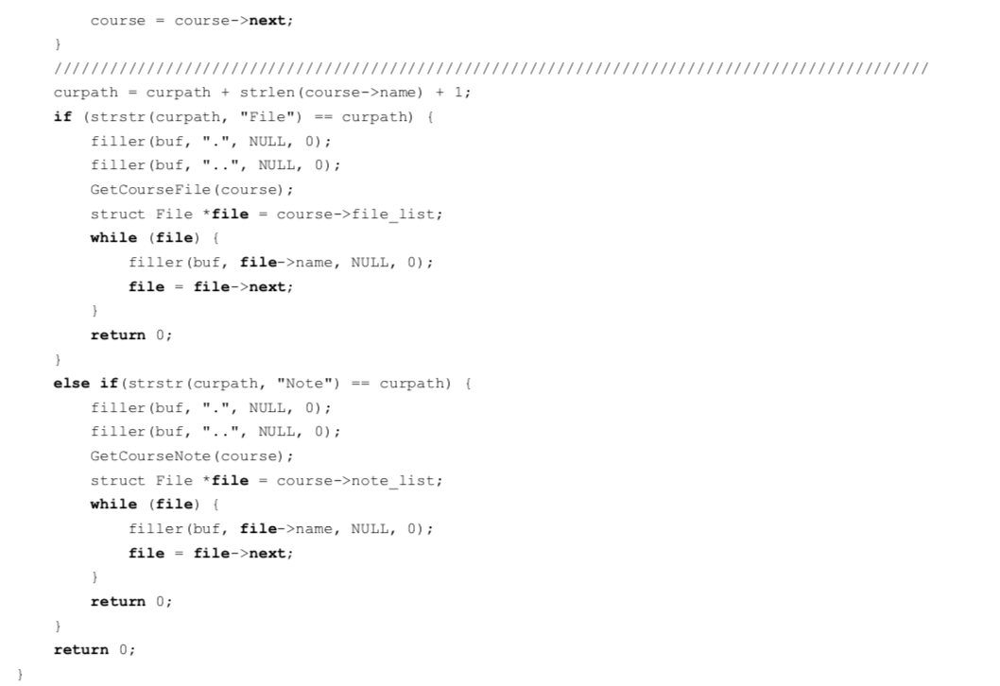 course = course->next;
}
/////////////////////////////////////////////////////////////////////////////////////////////
curpath = curpath + strlen(course->name) + 1;
if (strstr(curpath, "File") == curpath) {
filler(buf, ".", NULL, 0);
filler(buf, "..", NULL, 0);
GetCourseFile(course);
struct File *file = course->file_list;
while (file) {
filler(buf, file->name, NULL, 0);
file = file->next;
}
return 0;
}
else if(strstr(curpath, "Note") == curpath) {
filler(buf, ".", NULL, 0);
filler(buf, "..", NULL, 0);
GetCourseNote(course);
struct File *file = course->note_list;
while (file) {
filler(buf, file->name, NULL, 0);
file = file->next;
}
return 0;
}
return 0;
}